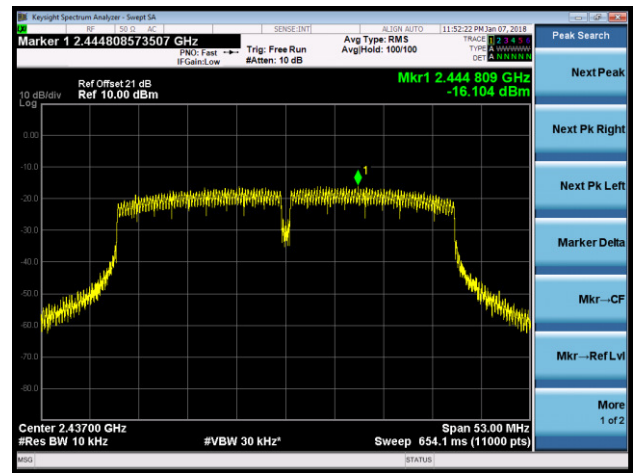 Keysight Spectrum Analyzer - Swept SA
RF 50 Ω AC SENSE:INT ALIGN AUTO 11:52:22 PM Jan 07, 2018
Marker 1 2.444808573507 GHz
PNO: Fast
IFGain:Low
Trig: Free Run
#Atten: 10 dB
Avg Type: RMS
Avg|Hold: 100/100
TRACE 1 2 3 4 5 6
TYPE A WWWWW
DET A N N N N N
Peak Search
Ref Offset 21 dB
10 dB/div Ref 10.00 dBm
Log
Mkr1 2.444 809 GHz
-16.104 dBm
0.00
-10.0
-20.0
-30.0
-40.0
-50.0
-60.0
-70.0
-80.0
1
Center 2.43700 GHz Span 53.00 MHz
#Res BW 10 kHz #VBW 30 kHz* Sweep 654.1 ms (11000 pts)
MSG STATUS
Next Peak
Next Pk Right
Next Pk Left
Marker Delta
Mkr→CF
Mkr→Ref Lvl
More
1 of 2